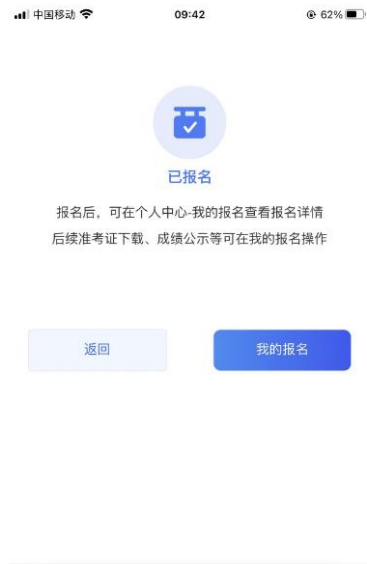 中国移动 09:42 62%
已报名
报名后，可在个人中心-我的报名查看报名详情
后续准考证下载、成绩公示等可在我的报名操作
返回 我的报名